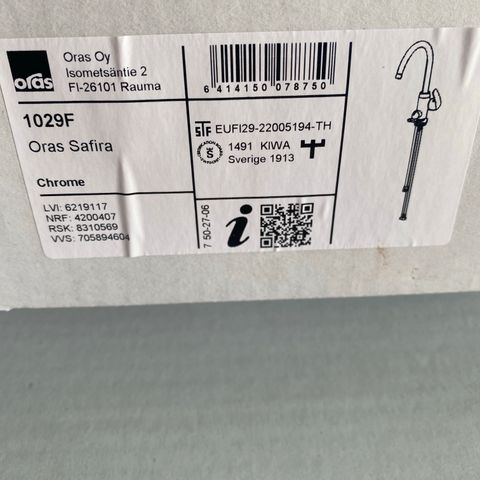 oras
Oras Oy
Isometsäntie 2
FI-26101 Rauma
1029F
Oras Safira
Chrome
LVI: 6219117
NRF: 4200407
RSK: 8310569
VVS: 705894604
6 414150 078750
STF EUFI29-22005194-TH
1491 KIWA
Sverige 1913
7 50-27-06
i